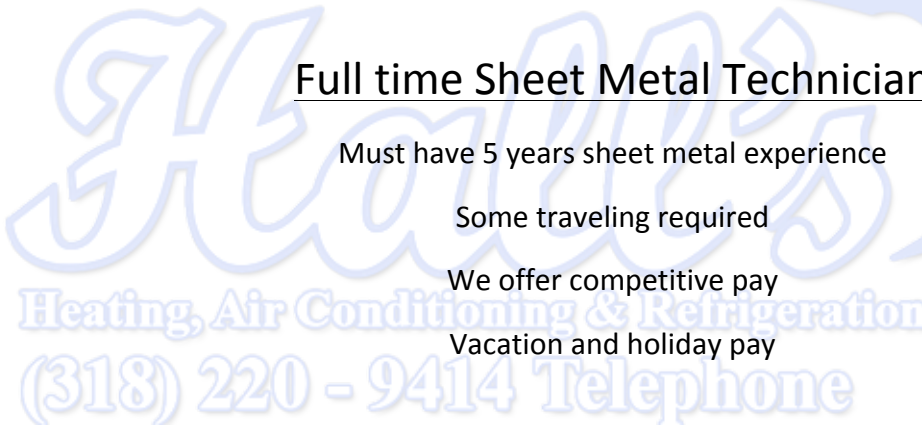 Hall's
Full time Sheet Metal Technician
Must have 5 years sheet metal experience
Some traveling required
We offer competitive pay
Heating, Air Conditioning & Refrigeration
Vacation and holiday pay
(318) 220 - 9414 Telephone